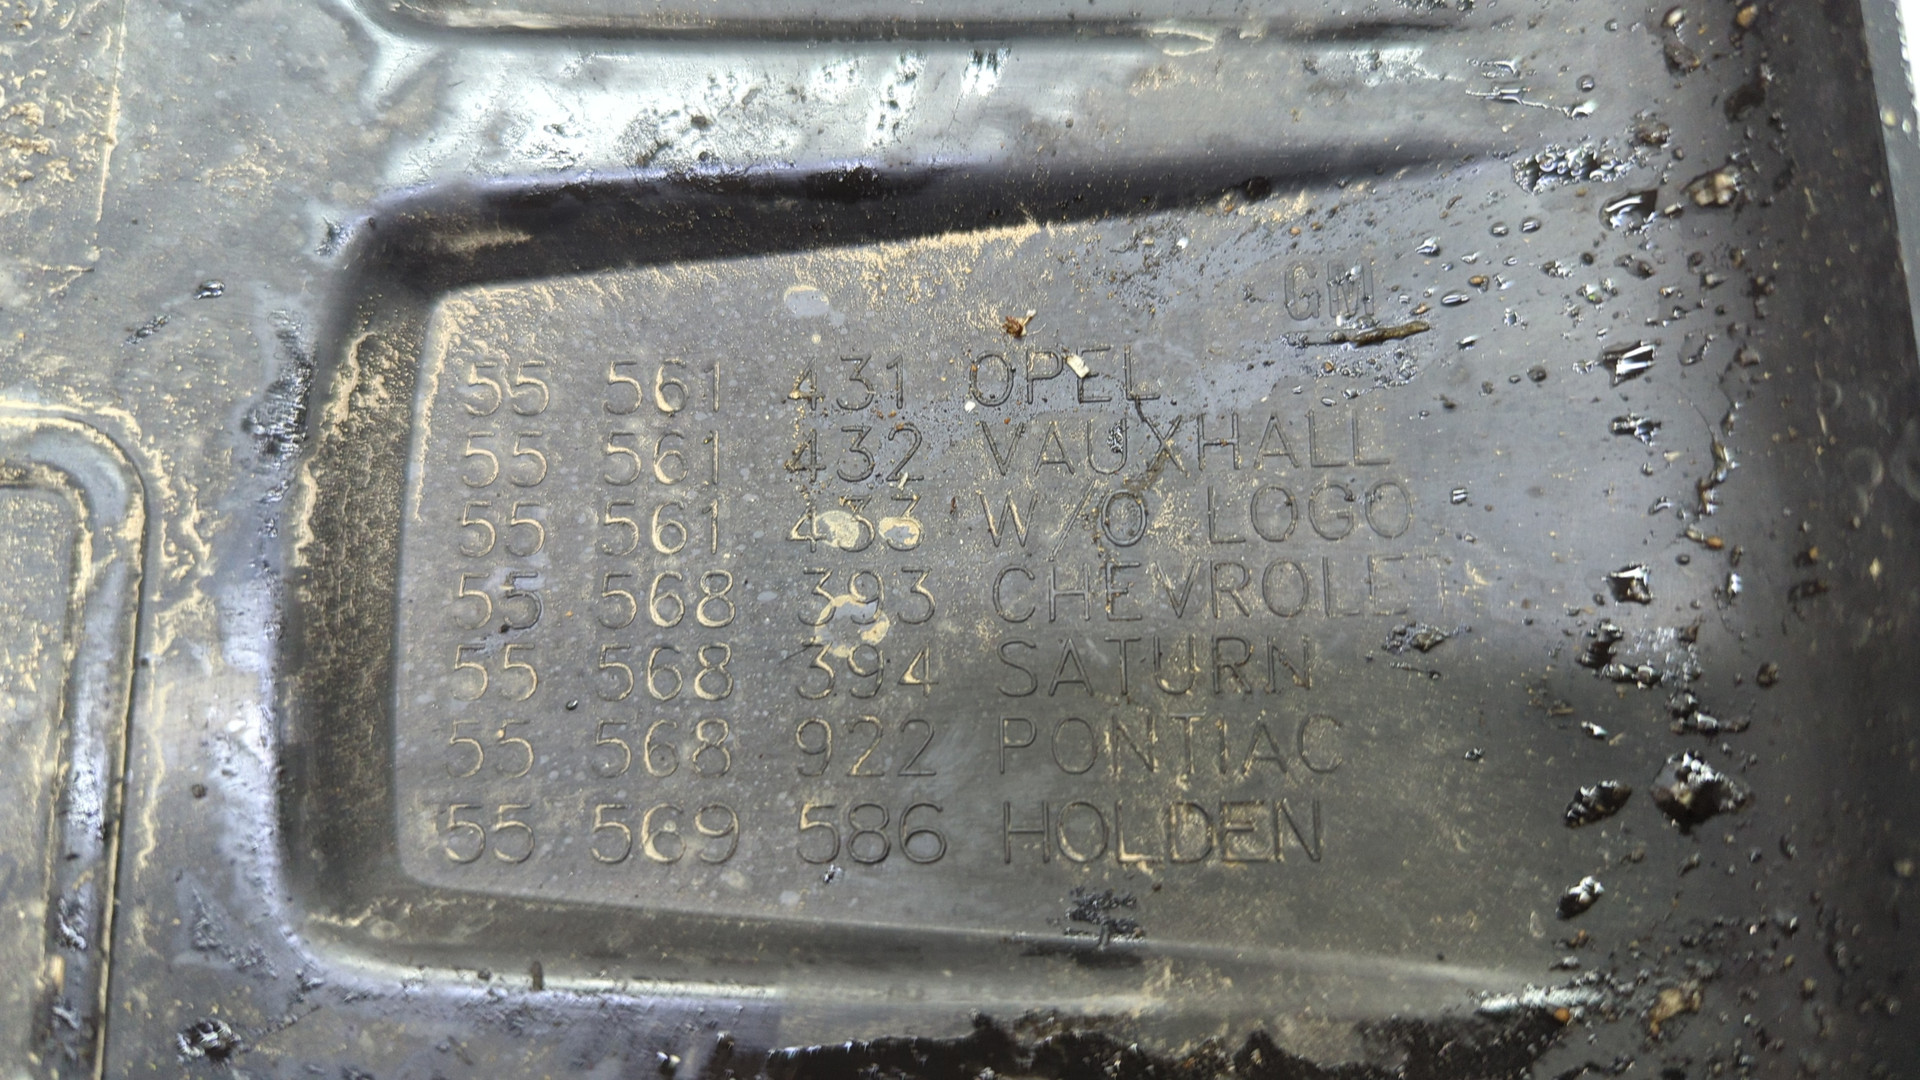 GM
55 561 431 OPEL
55 561 432 VAUXHALL
55 561 433 W/O LOGO
55 568 393 CHEVROLET
55 568 394 SATURN
55 568 922 PONTIAC
55 569 586 HOLDEN